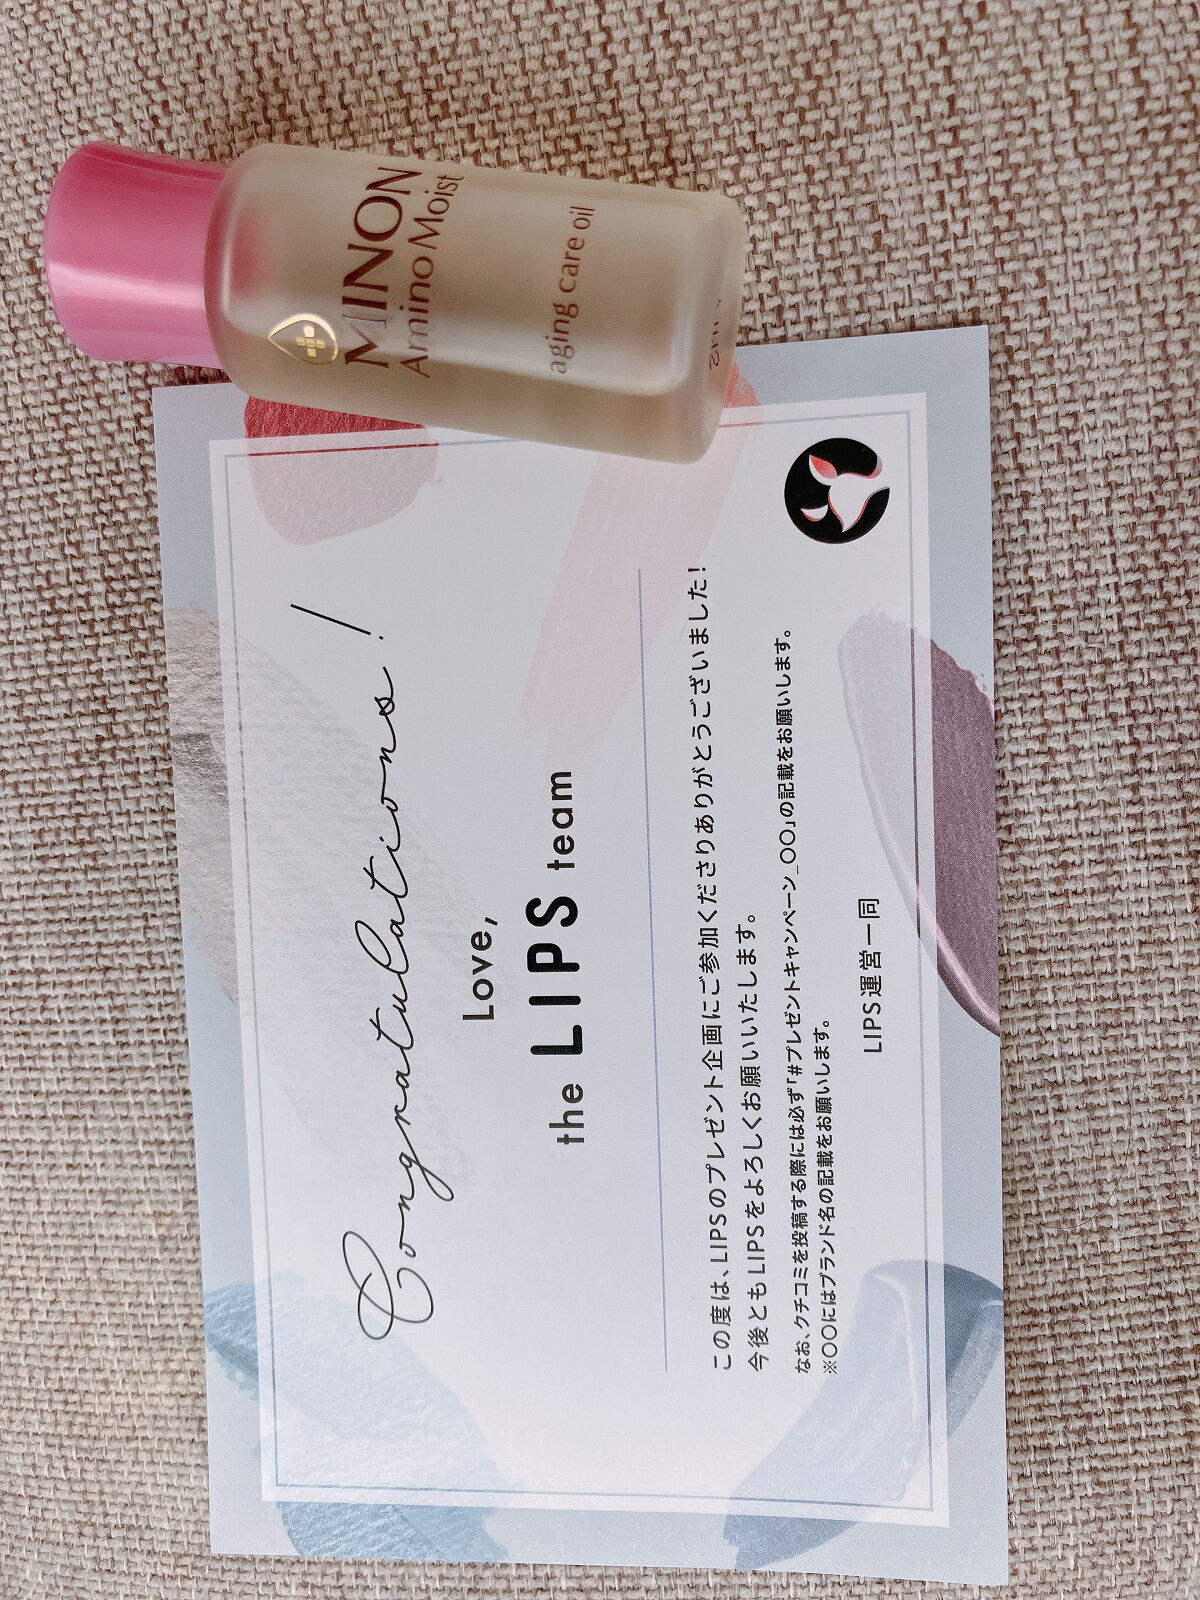 MINON
Amino Moist
aging care oil
Congratulations!
Love,
the LIPS team
この度は、LIPSのプレゼント企画にご参加くださりありがとうございました!
今後ともLIPSをよろしくお願いいたします。
なお、クチコミを投稿する際には必ず「#プレゼントキャンペーン_〇〇」の記載をお願いします。
※〇〇にはブランド名の記載をお願いします。
LIPS運営一同